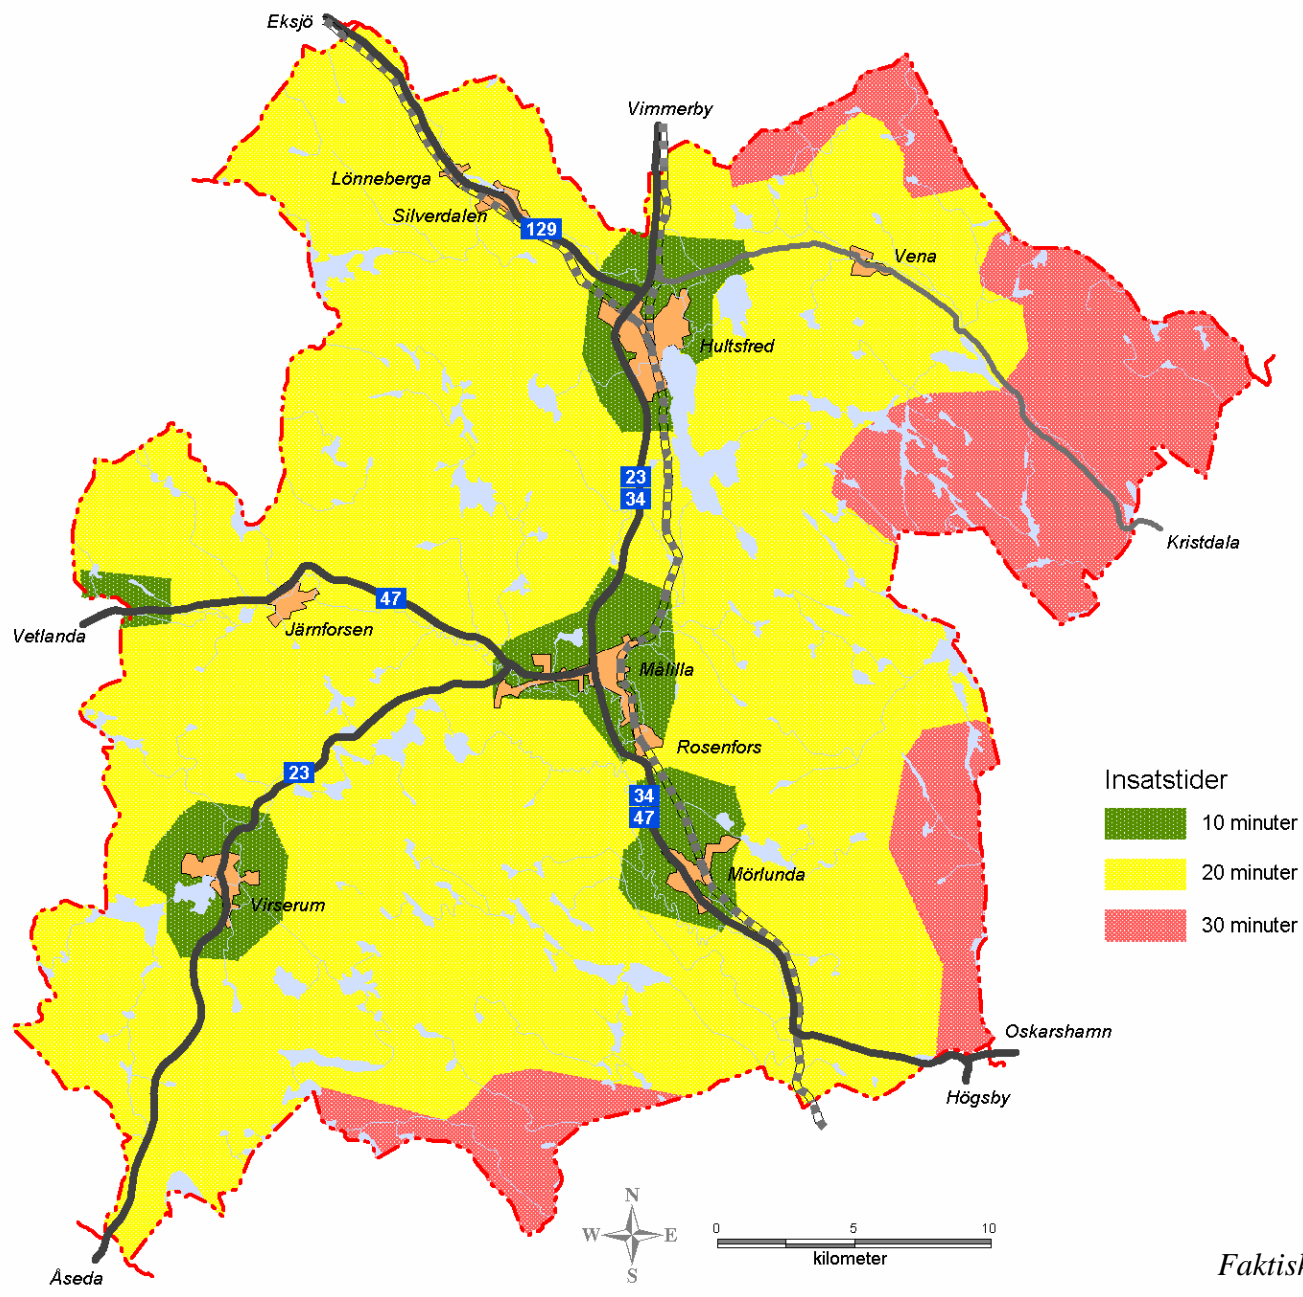 Eksjö
Vimmerby
Lönneberga
Silverdalen
129
Vena
Hultsfred
23
34
Kristdala
47
Vetlanda
Järnforsen
Målilla
Rosenfors
23
34
47
Insatstider
10 minuter
20 minuter
30 minuter
Mörlunda
Virserum
Oskarshamn
Högsby
N
W E
S
0 5 10
kilometer
Faktisk
Åseda